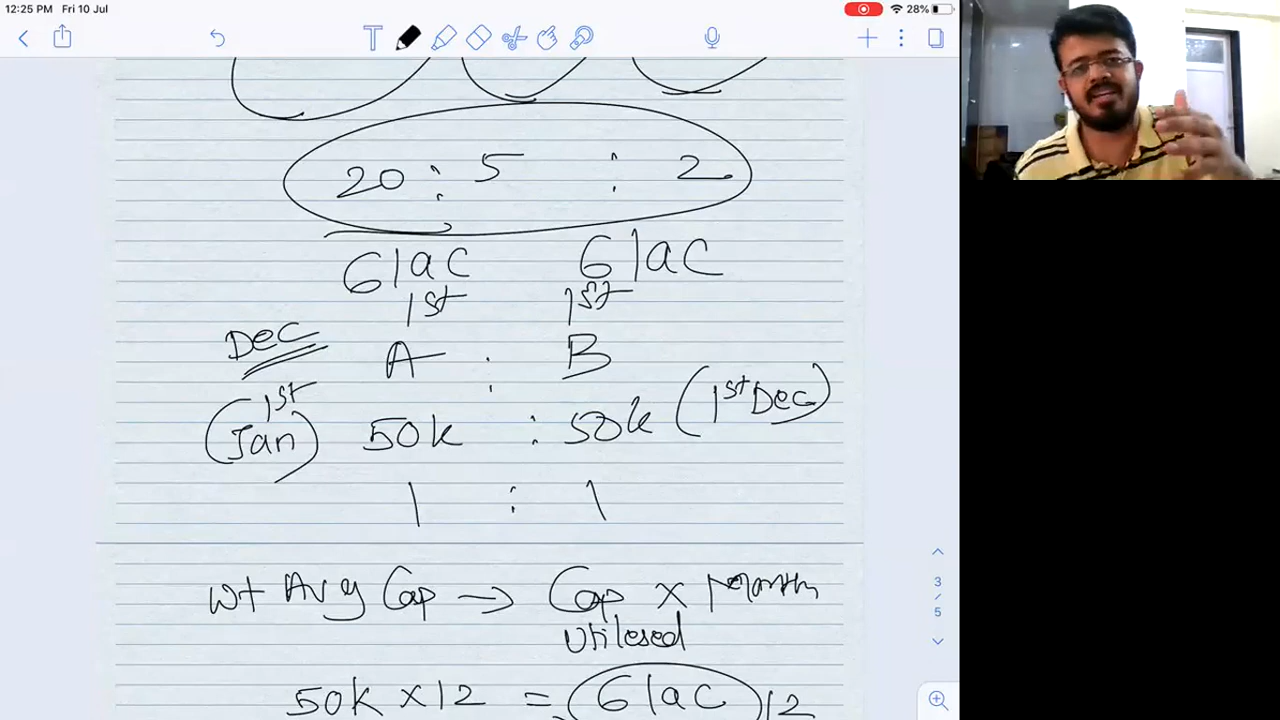 12:25 PM Fri 10 Jul
28%
T
20 : 5 : 2
6 lac 6 lac
1st 1st
Dec A : B
(1st Jan) 50k : 50k (1st Dec)
1 : 1
Wt Avg Cap → Cap x Month
Utilesed
50k x 12 = 6 lac /12
3
/
5